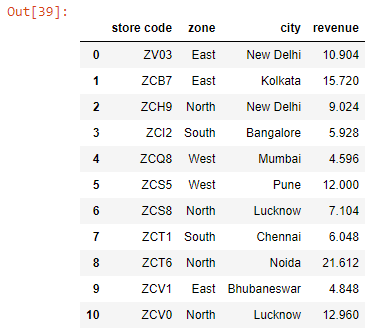 Out[39]:
store code zone city revenue
0 ZV03 East New Delhi 10.904
1 ZCB7 East Kolkata 15.720
2 ZCH9 North New Delhi 9.024
3 ZCI2 South Bangalore 5.928
4 ZCQ8 West Mumbai 4.596
5 ZCS5 West Pune 12.000
6 ZCS8 North Lucknow 7.104
7 ZCT1 South Chennai 6.048
8 ZCT6 North Noida 21.612
9 ZCV1 East Bhubaneswar 4.848
10 ZCV0 North Lucknow 12.960